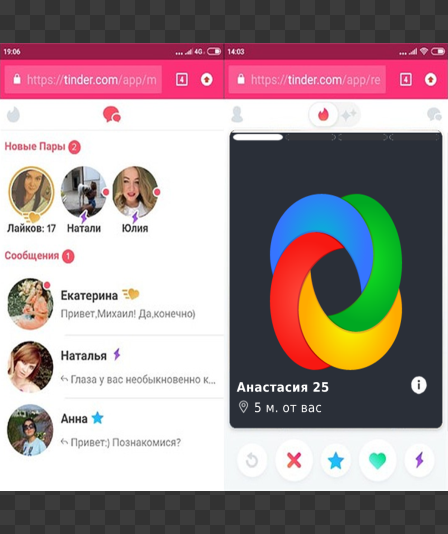 19:06
4G
https://tinder.com/app/m
4
Новые Пары 2
Лайков: 17
Натали
Юлия
Сообщения 1
Екатерина
Привет,Михаил! Да,конечно)
Наталья
Глаза у вас необыкновенно к...
Анна
Привет:) Познакомися?
14:03
https://tinder.com/app/re
4
Анастасия 25
5 м. от вас